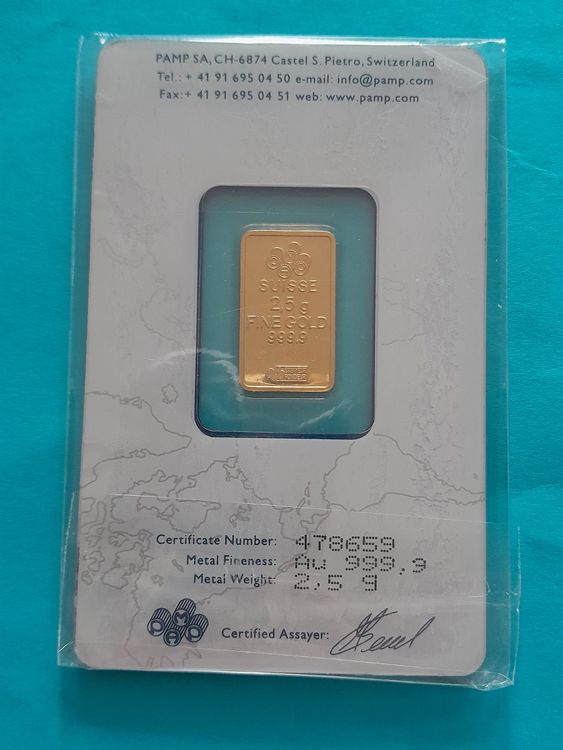 PAMP SA, CH-6874 Castel S. Pietro, Switzerland
Tel.: + 41 91 695 04 50 e-mail: info@pamp.com
Fax:+ 41 91 695 04 51 web: www.pamp.com
SUISSE
2,5 g
FINE GOLD
999,9
Certificate Number: 478659
Metal Fineness: Au 999,9
Metal Weight: 2,5 g
PAMP
Certified Assayer: